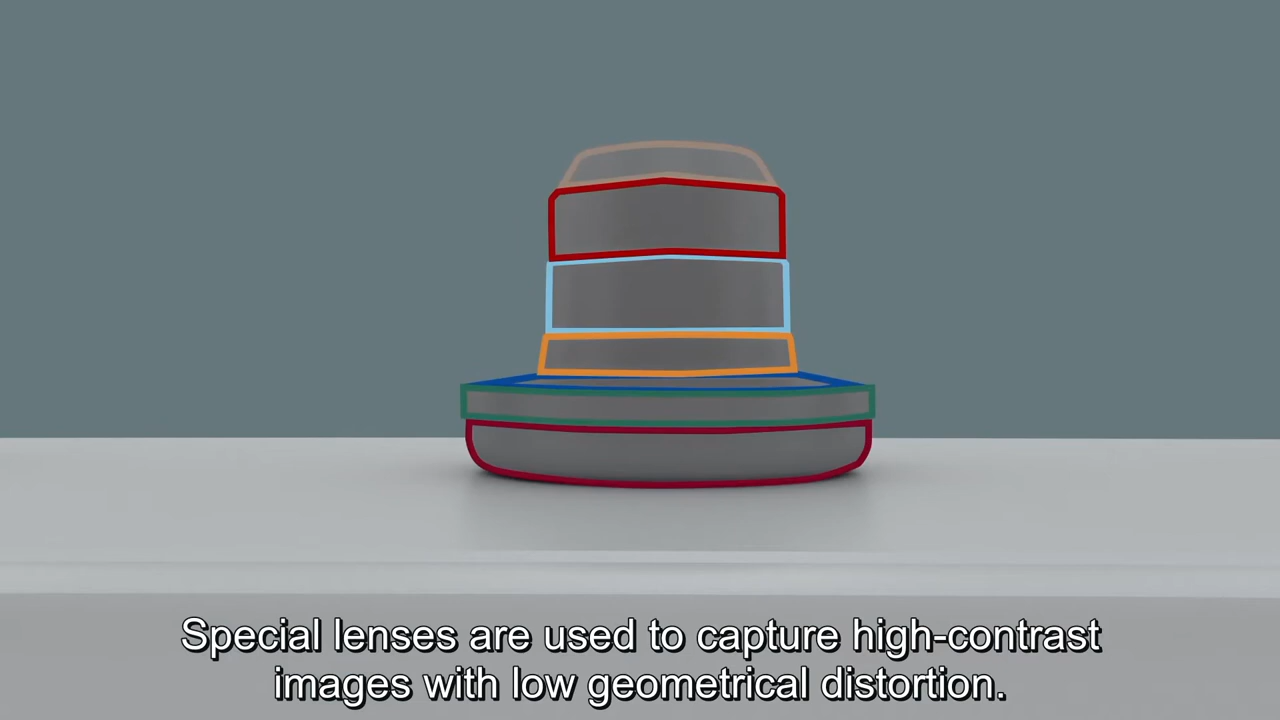 Special lenses are used to capture high-contrast
images with low geometrical distortion.